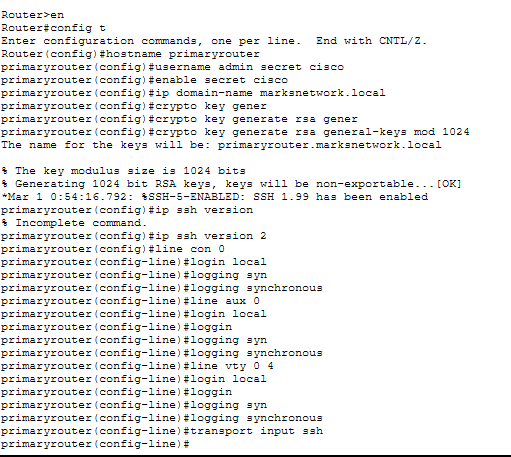 Router>en
Router#config t
Enter configuration commands, one per line.  End with CNTL/Z.
Router(config)#hostname primaryrouter
primaryrouter(config)#username admin secret cisco
primaryrouter(config)#enable secret cisco
primaryrouter(config)#ip domain-name marksnetwork.local
primaryrouter(config)#crypto key gener
primaryrouter(config)#crypto key generate rsa gener
primaryrouter(config)#crypto key generate rsa general-keys mod 1024
The name for the keys will be: primaryrouter.marksnetwork.local

% The key modulus size is 1024 bits
% Generating 1024 bit RSA keys, keys will be non-exportable...[OK]
*Mar 1 0:54:16.792: %SSH-5-ENABLED: SSH 1.99 has been enabled
primaryrouter(config)#ip ssh version
% Incomplete command.
primaryrouter(config)#ip ssh version 2
primaryrouter(config)#line con 0
primaryrouter(config-line)#login local
primaryrouter(config-line)#logging syn
primaryrouter(config-line)#logging synchronous
primaryrouter(config-line)#line aux 0
primaryrouter(config-line)#login local
primaryrouter(config-line)#loggin
primaryrouter(config-line)#logging syn
primaryrouter(config-line)#logging synchronous
primaryrouter(config-line)#line vty 0 4
primaryrouter(config-line)#login local
primaryrouter(config-line)#loggin
primaryrouter(config-line)#logging syn
primaryrouter(config-line)#logging synchronous
primaryrouter(config-line)#transport input ssh
primaryrouter(config-line)#